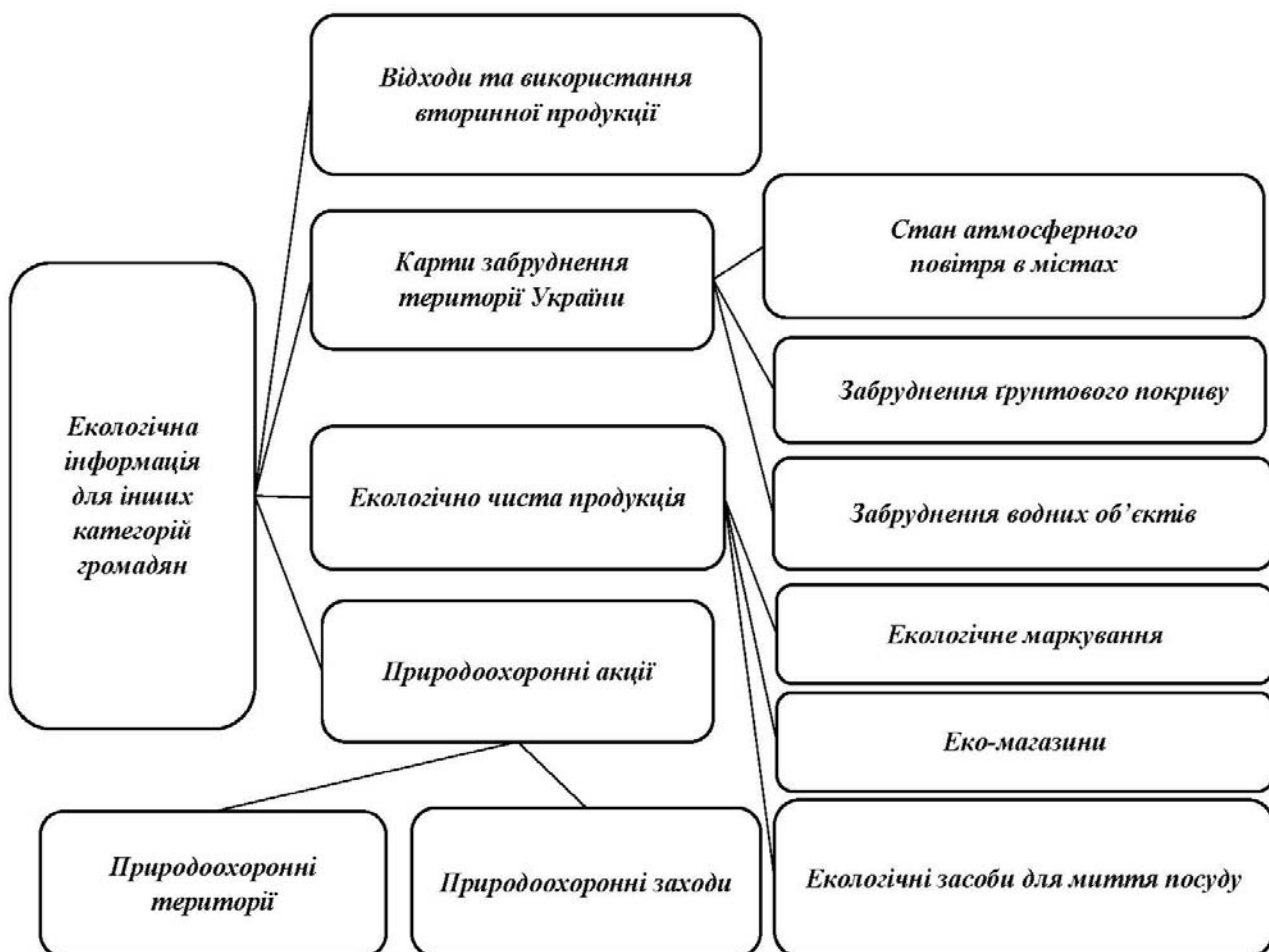 Відходи та використання
вторинної продукції
Стан атмосферного
повітря в містах
Карти забруднення
території України
Забруднення ґрунтового покриву
Екологічна
інформація
для інших
категорій
громадян
Екологічно чиста продукція
Забруднення водних об’єктів
Екологічне маркування
Природоохоронні акції
Еко-магазини
Природоохоронні
території
Природоохоронні заходи
Екологічні засоби для миття посуду